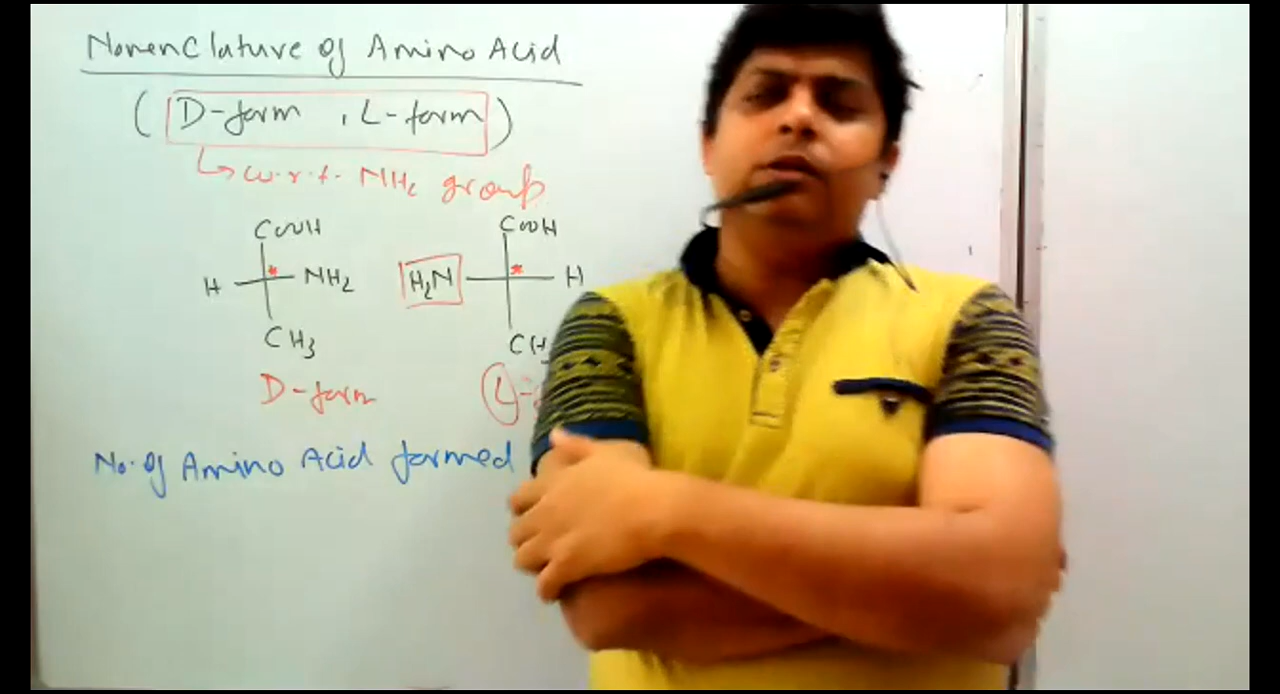 Nomenclature of Amino Acid
( D-form , L-form )
↳ w.r.t. NH2 group
COOH COOH
H NH2 H2N H
CH3 CH
D-form L-f
No. of Amino Acid formed